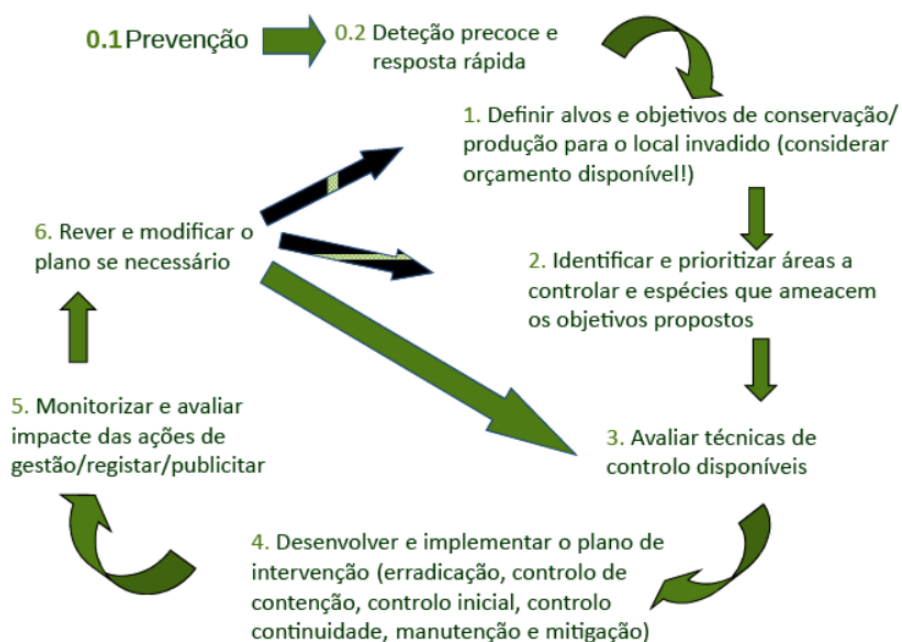 0.1 Prevenção
0.2 Deteção precoce e
resposta rápida
1. Definir alvos e objetivos de conservação/
produção para o local invadido (considerar
orçamento disponível!)
2. Identificar e prioritizar áreas a
controlar e espécies que ameacem
os objetivos propostos
3. Avaliar técnicas de
controlo disponíveis
4. Desenvolver e implementar o plano de
intervenção (erradicação, controlo de
contenção, controlo inicial, controlo
continuidade, manutenção e mitigação)
5. Monitorizar e avaliar
impacte das ações de
gestão/registar/publicitar
6. Rever e modificar o
plano se necessário